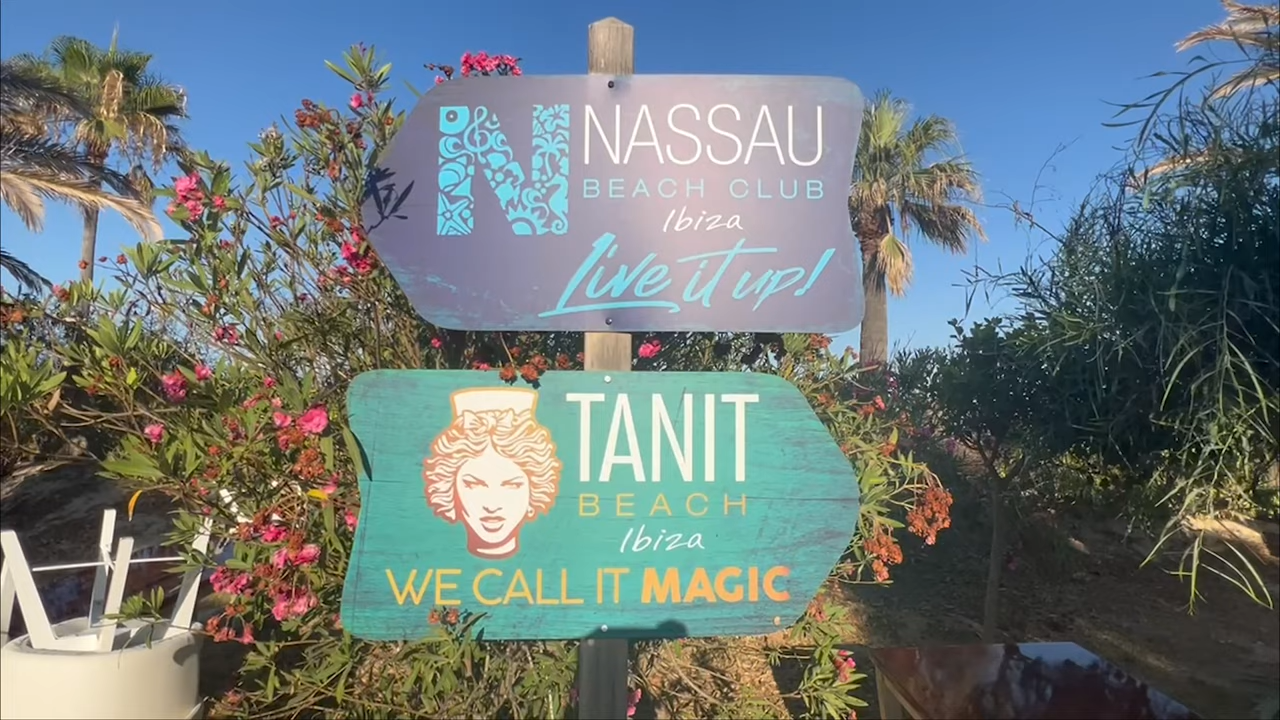 N NASSAU
BEACH CLUB
Ibiza
Live it up!
TANIT
BEACH
Ibiza
WE CALL IT MAGIC